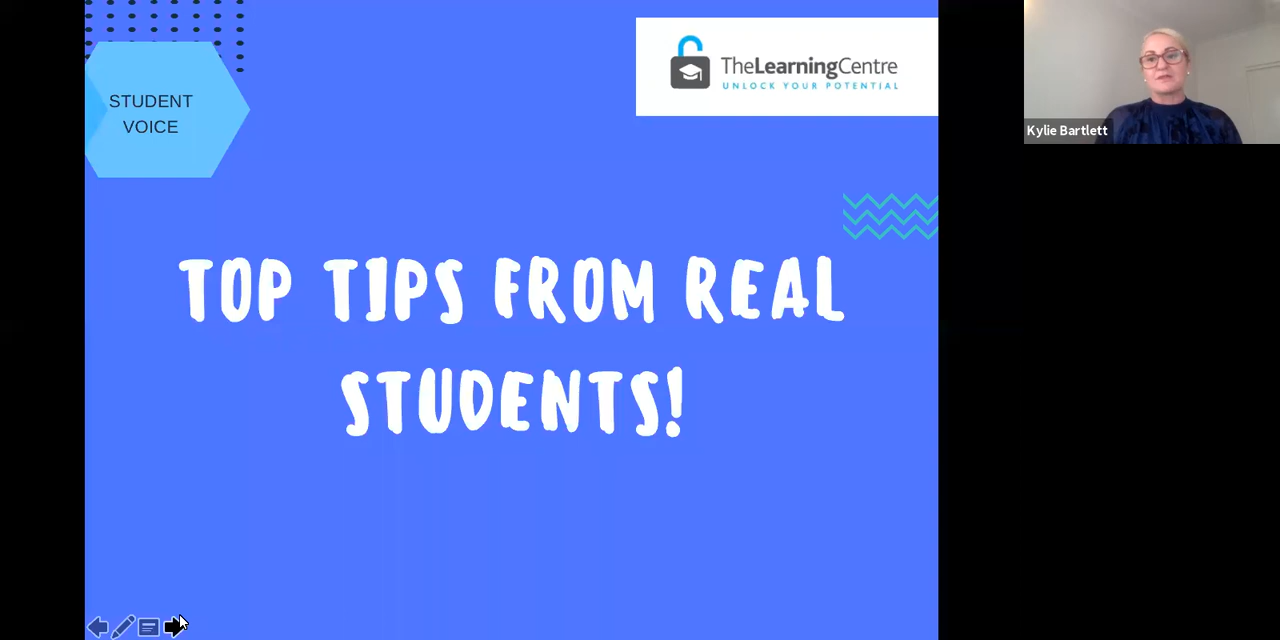 STUDENT
VOICE
TheLearningCentre
UNLOCK YOUR POTENTIAL
Kylie Bartlett
TOP TIPS FROM REAL
STUDENTS!